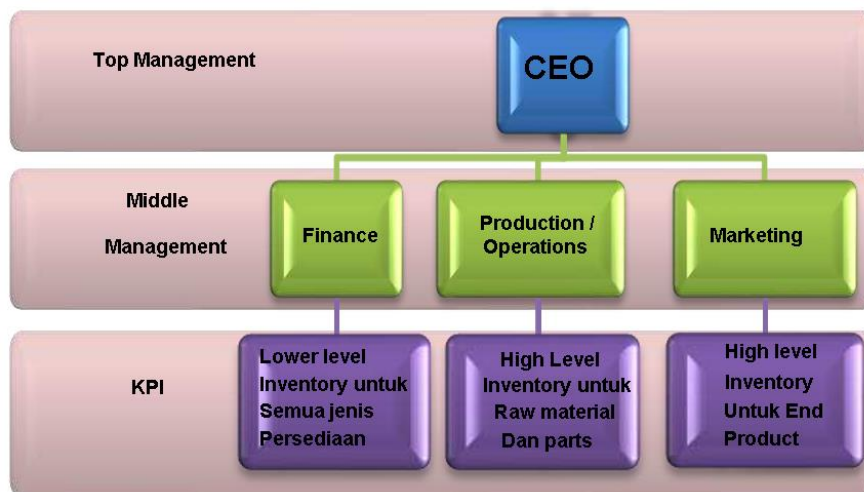 Top Management
CEO
Middle
Management
Finance
Production /
Operations
Marketing
KPI
Lower level
Inventory untuk
Semua jenis
Persediaan
High Level
Inventory untuk
Raw material
Dan parts
High level
Inventory
Untuk End
Product